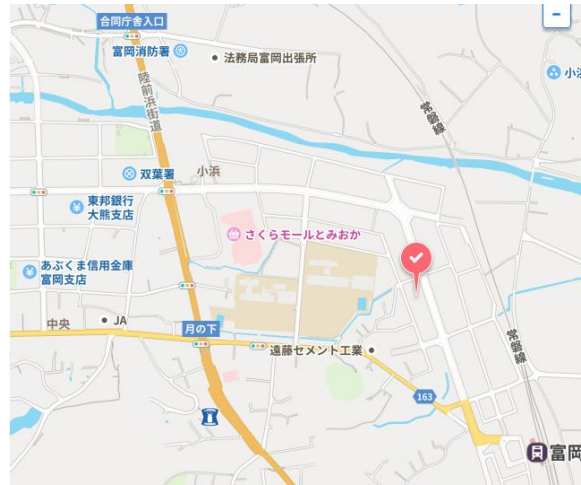 合同庁舎入口
富岡消防署
法務局富岡出張所
陸前浜街道
常磐線
小浜
双葉署
小浜
東邦銀行
大熊支店
さくらモールとみおか
あぶくま信用金庫
富岡支店
中央
JA
月の下
遠藤セメント工業
常磐線
163
富岡